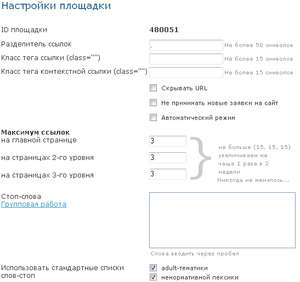 Настройки площадки
ID площадки 480051
Разделитель ссылок . Не более 50 символов
Класс тега ссылки (class="") Не более 15 символов
Класс тега контекстной ссылки (class="") Не более 15 символов
Скрывать URL
Не принимать новые заявки на сайт
Автоматический режим
Максимум ссылок
на главной странице 3
на страницах 2-го уровня 3
на страницах 3-го уровня 3
не больше (15, 15, 15)
увеличиваем на
чаще 1 раза в 2
недели
Никогда не менялось...
Стоп-слова
Групповая работа
Слова вводить через пробел
Использовать стандартные списки
слов-стоп
adult-тематики
ненормативной лексики